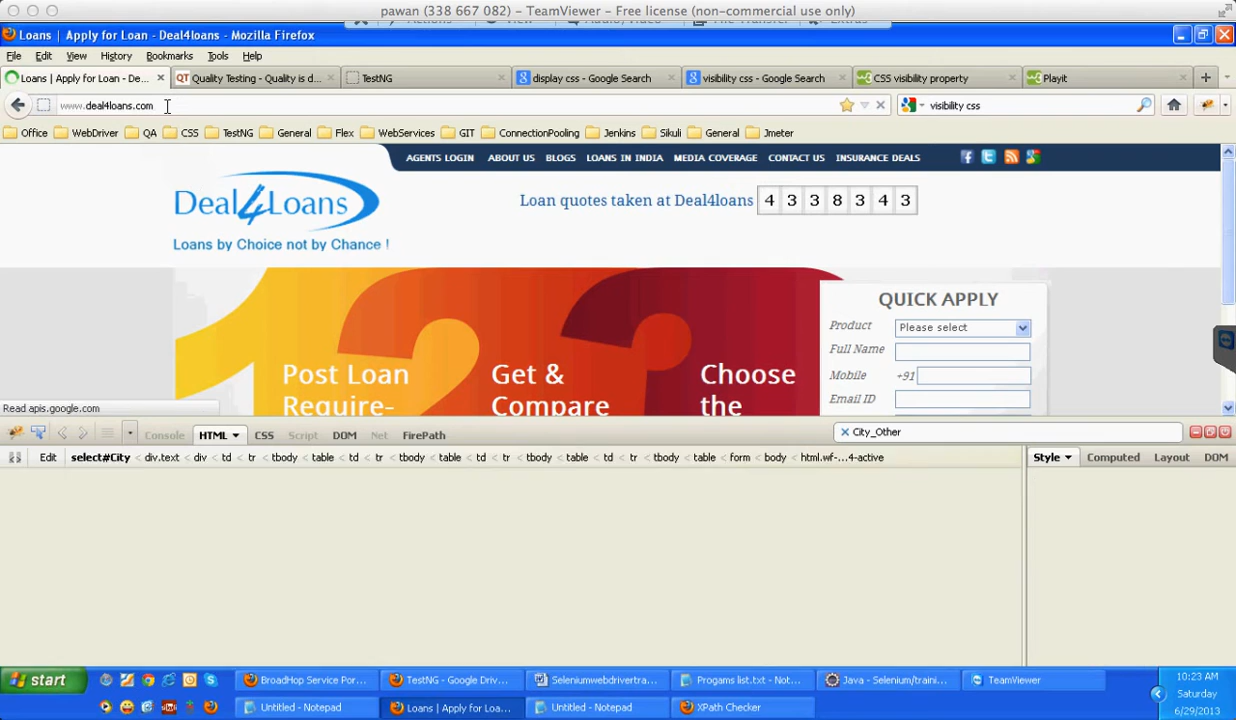 pawan (338 667 082) - TeamViewer - Free license (non-commercial use only)
Loans | Apply for Loan - Deal4loans - Mozilla Firefox
File Edit View History Bookmarks Tools Help
Loans | Apply for Loan - De... QT Quality Testing - Quality is d... TestNG display css - Google Search visibility css - Google Search CSS visibility property Playit
www.deal4loans.com visibility css
Office WebDriver QA CSS TestNG General Flex WebServices GIT ConnectionPooling Jenkins Sikuli General Jmeter
AGENTS LOGIN ABOUT US BLOGS LOANS IN INDIA MEDIA COVERAGE CONTACT US INSURANCE DEALS
Deal4Loans
Loans by Choice not by Chance !
Loan quotes taken at Deal4loans 4 3 3 8 3 4 3
1 2 3
Post Loan Require-
Get & Compare
Choose the
QUICK APPLY
Product Please select
Full Name
Mobile +91
Email ID
Read apis.google.com
Console HTML CSS Script DOM Net FirePath City_Other
Edit select#City < div.text < div < td < tr < tbody < table < td < tr < tbody < table < td < tr < tbody < table < td < tr < tbody < table < form < body < html.wf-...4-active
Style Computed Layout DOM
start BroadHop Service Por... TestNG - Google Driv... Seleniumwebdrivertra... Progams list.txt - Not... Java - Selenium/traini... TeamViewer
Untitled - Notepad Loans | Apply for Loa... Untitled - Notepad XPath Checker
10:23 AM
Saturday
6/29/2013